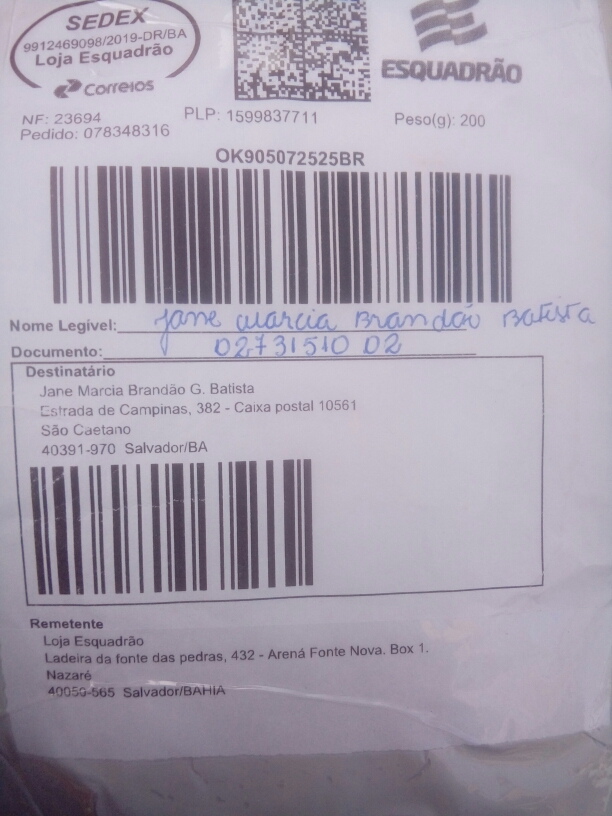 SEDEX
9912469098/2019-DR/BA
Loja Esquadrão
Correios
ESQUADRÃO
NF: 23694
Pedido: 078348316
PLP: 1599837711
Peso(g): 200
OK905072525BR
Nome Legível: Jane Marcia Brandão Batista
Documento: 02731510 02
Destinatário
Jane Marcia Brandão G. Batista
Estrada de Campinas, 382 - Caixa postal 10561
São Caetano
40391-970 Salvador/BA
Remetente
Loja Esquadrão
Ladeira da fonte das pedras, 432 - Arená Fonte Nova. Box 1.
Nazaré
40050-565 Salvador/BAHIA